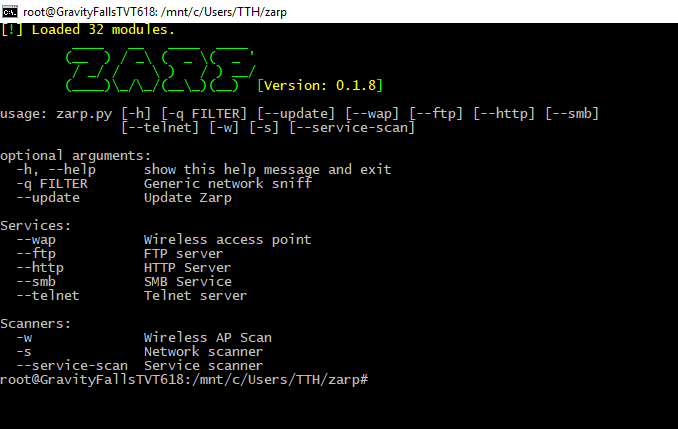 root@GravityFallsTVT618: /mnt/c/Users/TTH/zarp
[!] Loaded 32 modules.
ZARP
[Version: 0.1.8]
usage: zarp.py [-h] [-q FILTER] [--update] [--wap] [--ftp] [--http] [--smb]
[--telnet] [-w] [-s] [--service-scan]
optional arguments:
-h, --help show this help message and exit
-q FILTER Generic network sniff
--update Update Zarp
Services:
--wap Wireless access point
--ftp FTP server
--http HTTP Server
--smb SMB Service
--telnet Telnet server
Scanners:
-w Wireless AP Scan
-s Network scanner
--service-scan Service scanner
root@GravityFallsTVT618:/mnt/c/Users/TTH/zarp#